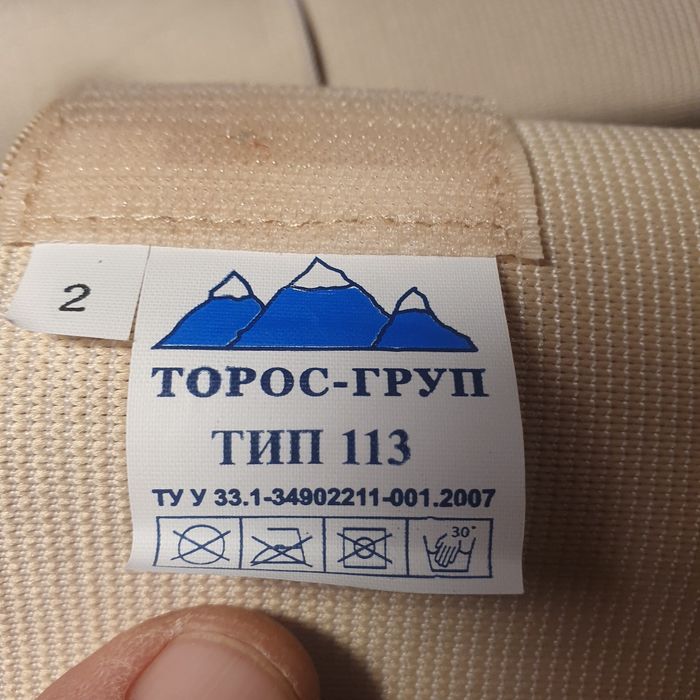 2
ТОРОС-ГРУП
ТИП 113
ТУ У 33.1-34902211-001.2007
30°